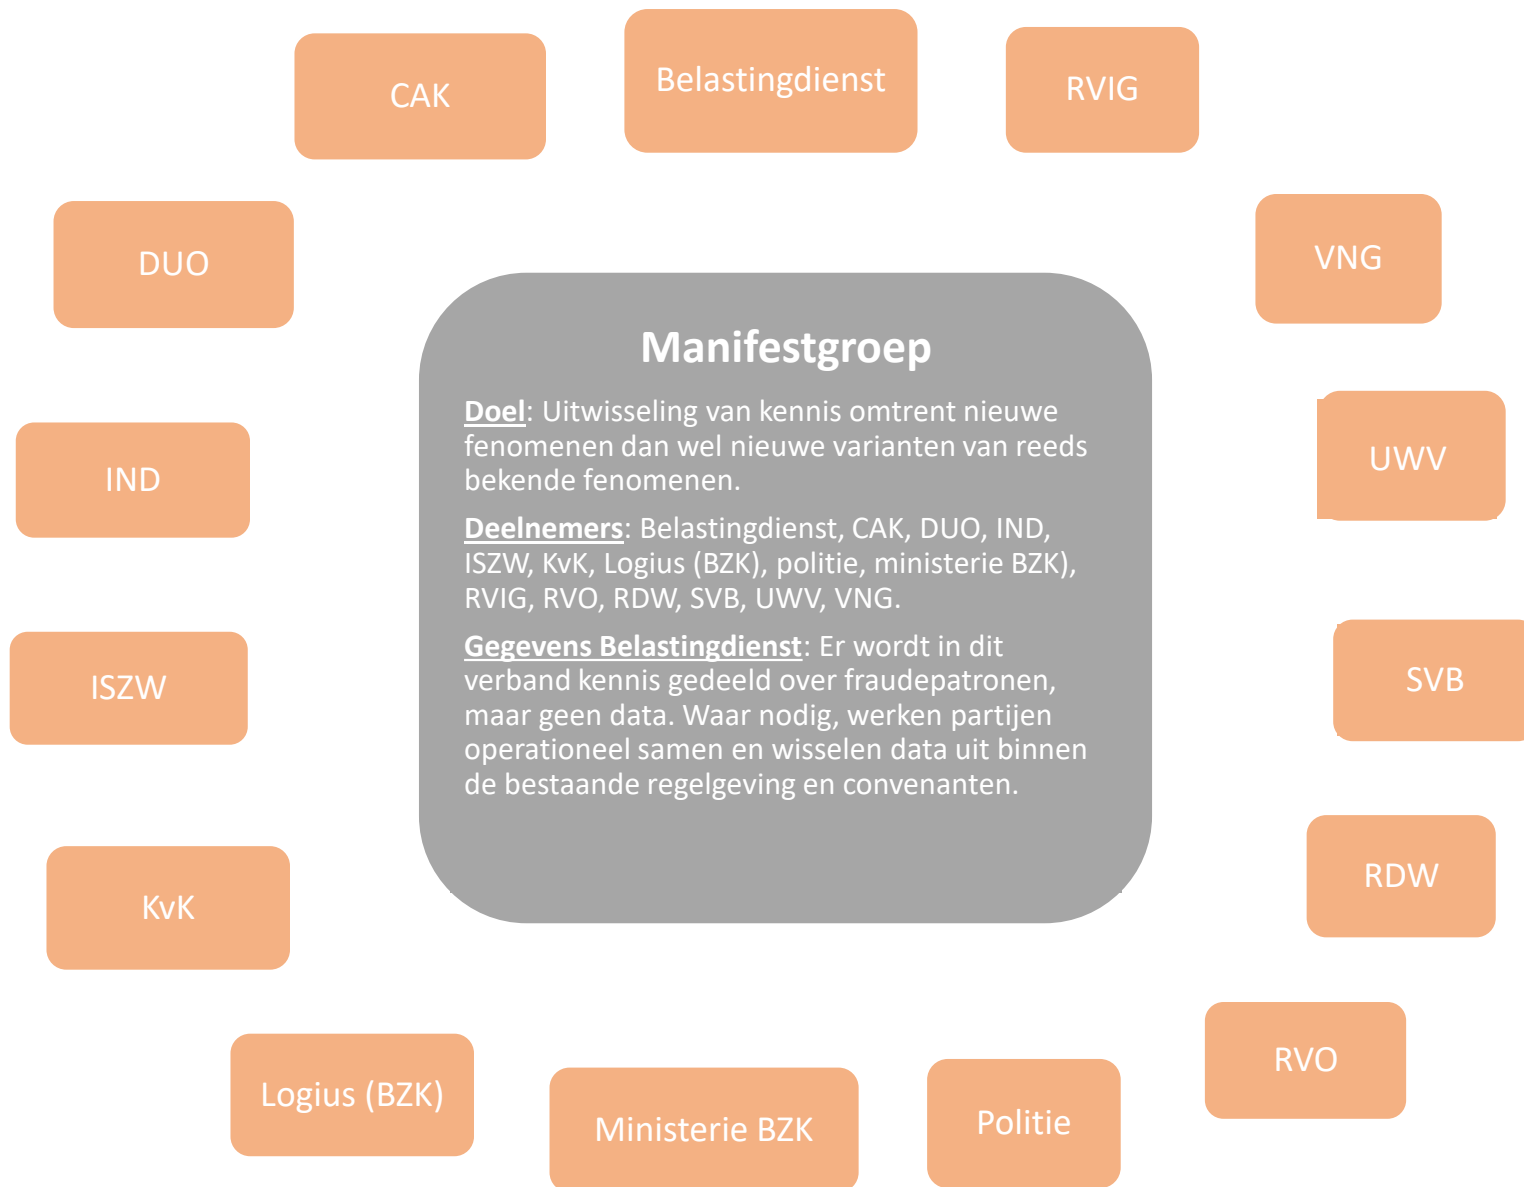 CAK
Belastingdienst
RVIG
DUO
VNG
Manifestgroep
Doel: Uitwisseling van kennis omtrent nieuwe
fenomenen dan wel nieuwe varianten van reeds
bekende fenomenen.
Deelnemers: Belastingdienst, CAK, DUO, IND,
ISZW, KvK, Logius (BZK), politie, ministerie BZK),
RVIG, RVO, RDW, SVB, UWV, VNG.
Gegevens Belastingdienst: Er wordt in dit
verband kennis gedeeld over fraudepatronen,
maar geen data. Waar nodig, werken partijen
operationeel samen en wisselen data uit binnen
de bestaande regelgeving en convenanten.
IND
UWV
ISZW
SVB
KvK
RDW
Logius (BZK)
Ministerie BZK
Politie
RVO